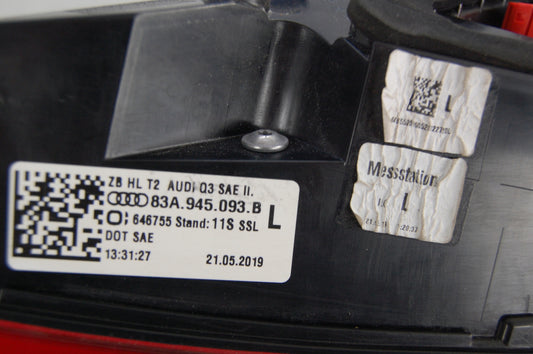 ZB HL T2 AUDI Q3 SAE II.
83A.945.093.B
L
646755 Stand: 11S SSL
DOT SAE
13:31:27 21.05.2019
L
Messstation
L